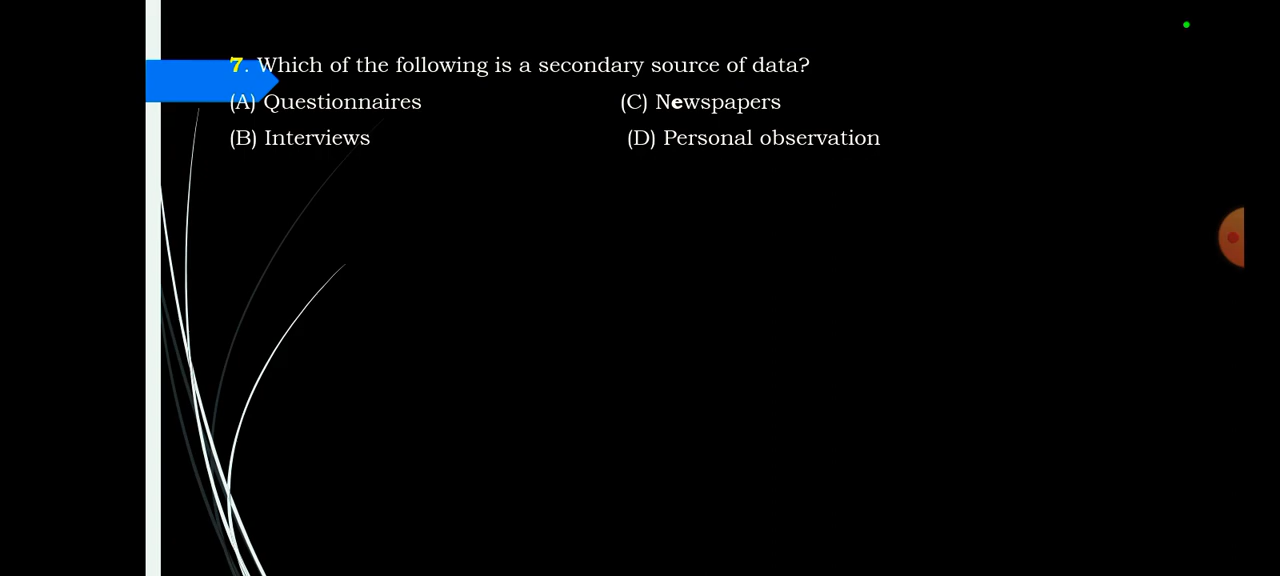 7. Which of the following is a secondary source of data?
(A) Questionnaires (C) Newspapers
(B) Interviews (D) Personal observation